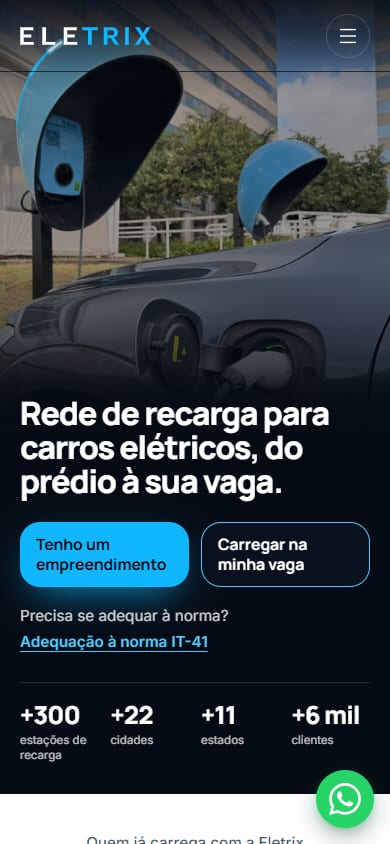 ELETRIX
Rede de recarga para
carros elétricos, do
prédio à sua vaga.
Tenho um
empreendimento
Carregar na
minha vaga
Precisa se adequar à norma?
Adequação à norma IT-41
+300
estações de
recarga
+22
cidades
+11
estados
+6 mil
clientes
Quem já carrega com a Eletrix